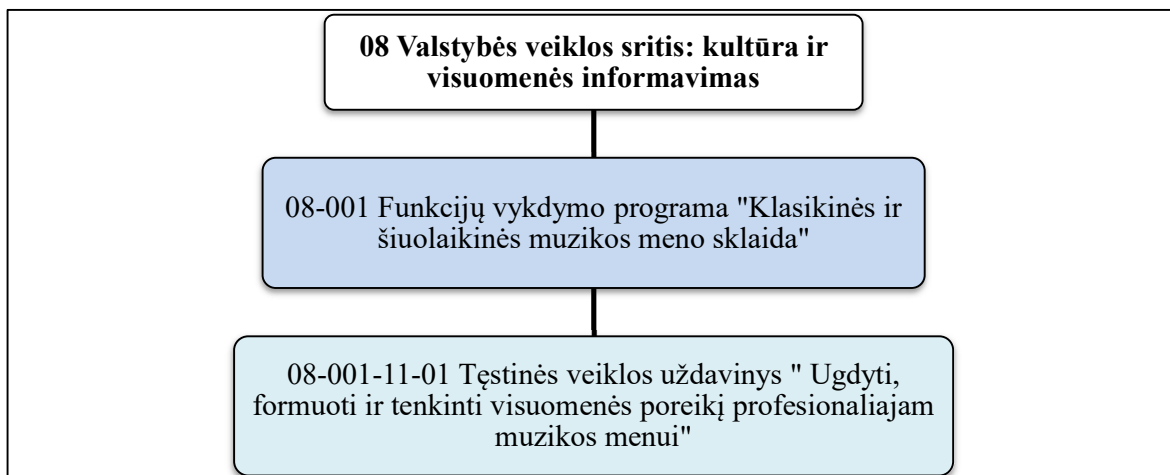 08 Valstybės veiklos sritis: kultūra ir
visuomenės informavimas
08-001 Funkcijų vykdymo programa "Klasikinės ir
šiuolaikinės muzikos meno sklaida"
08-001-11-01 Tęstinės veiklos uždavinys " Ugdyti,
formuoti ir tenkinti visuomenės poreikį profesionaliajam
muzikos menui"